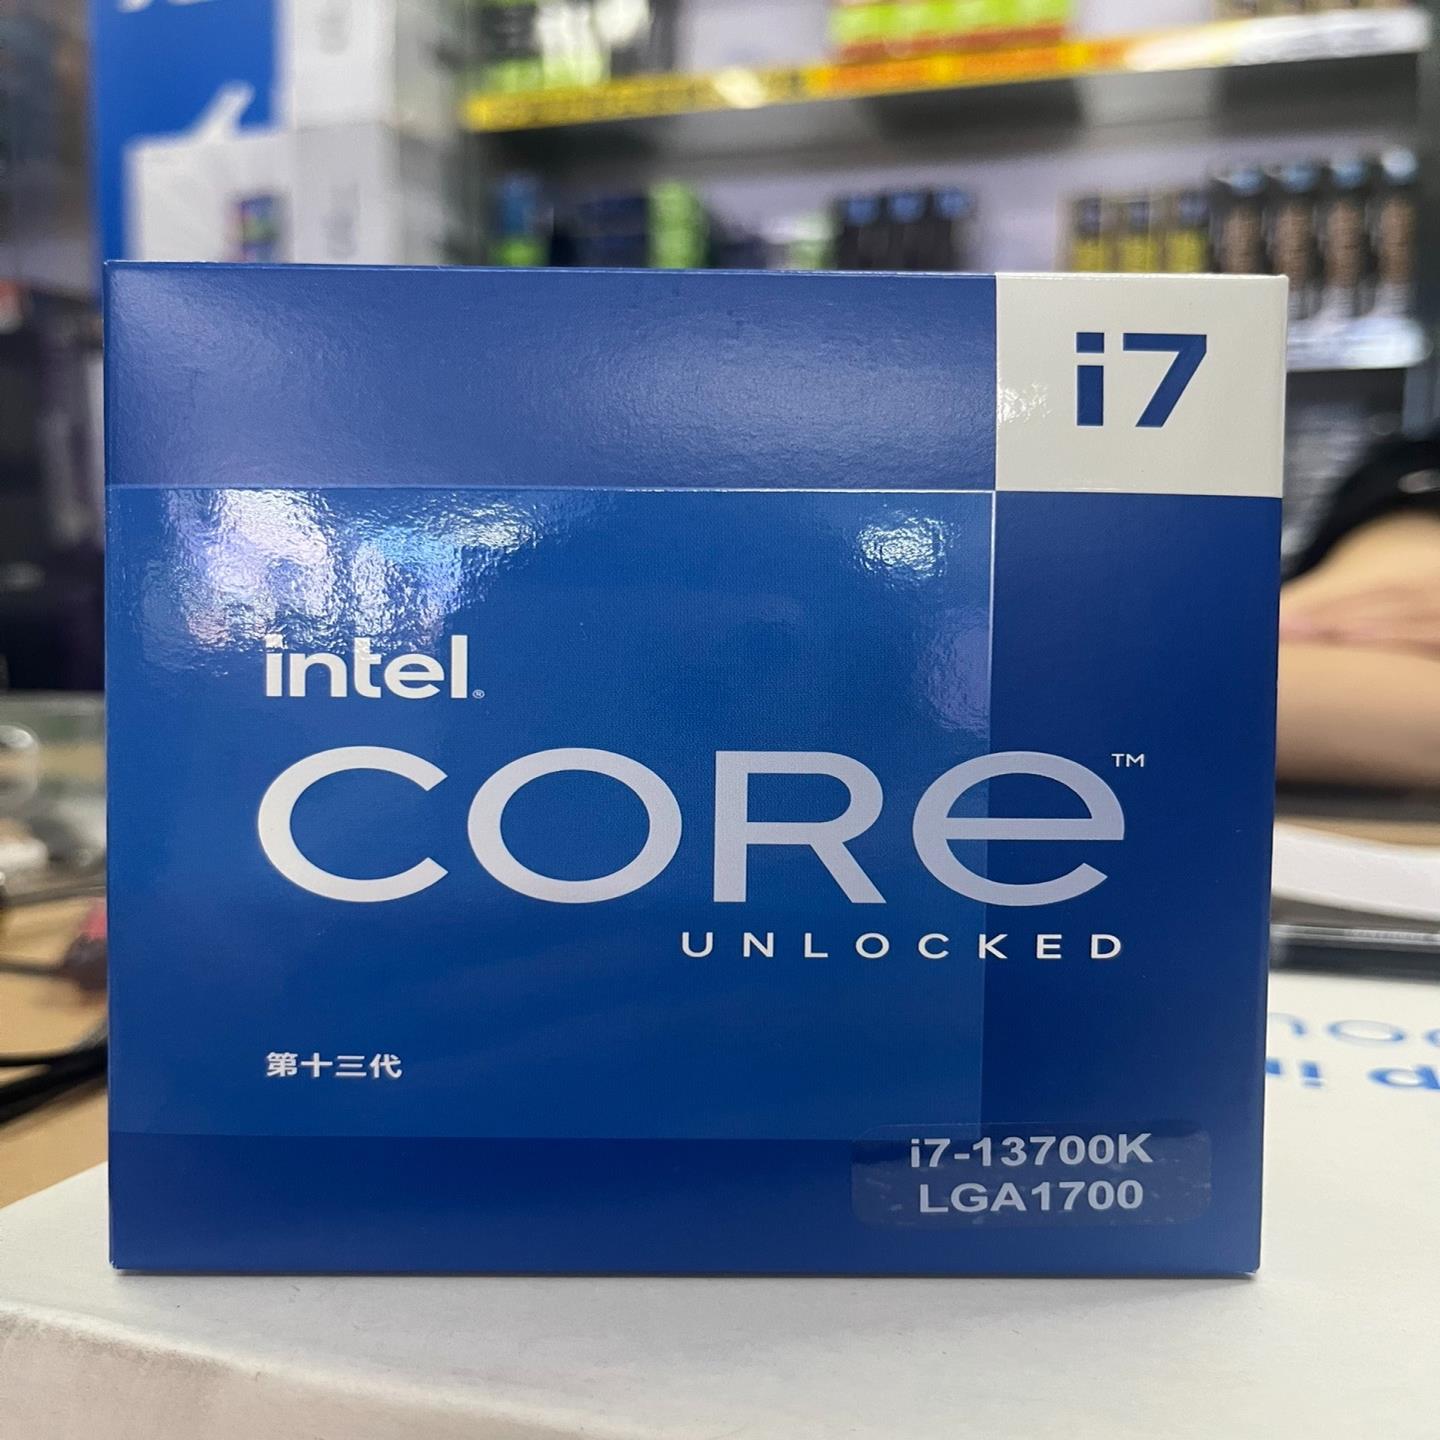 i7
intel®
CORe™
UNLOCKED
第十三代
i7-13700K
LGA1700